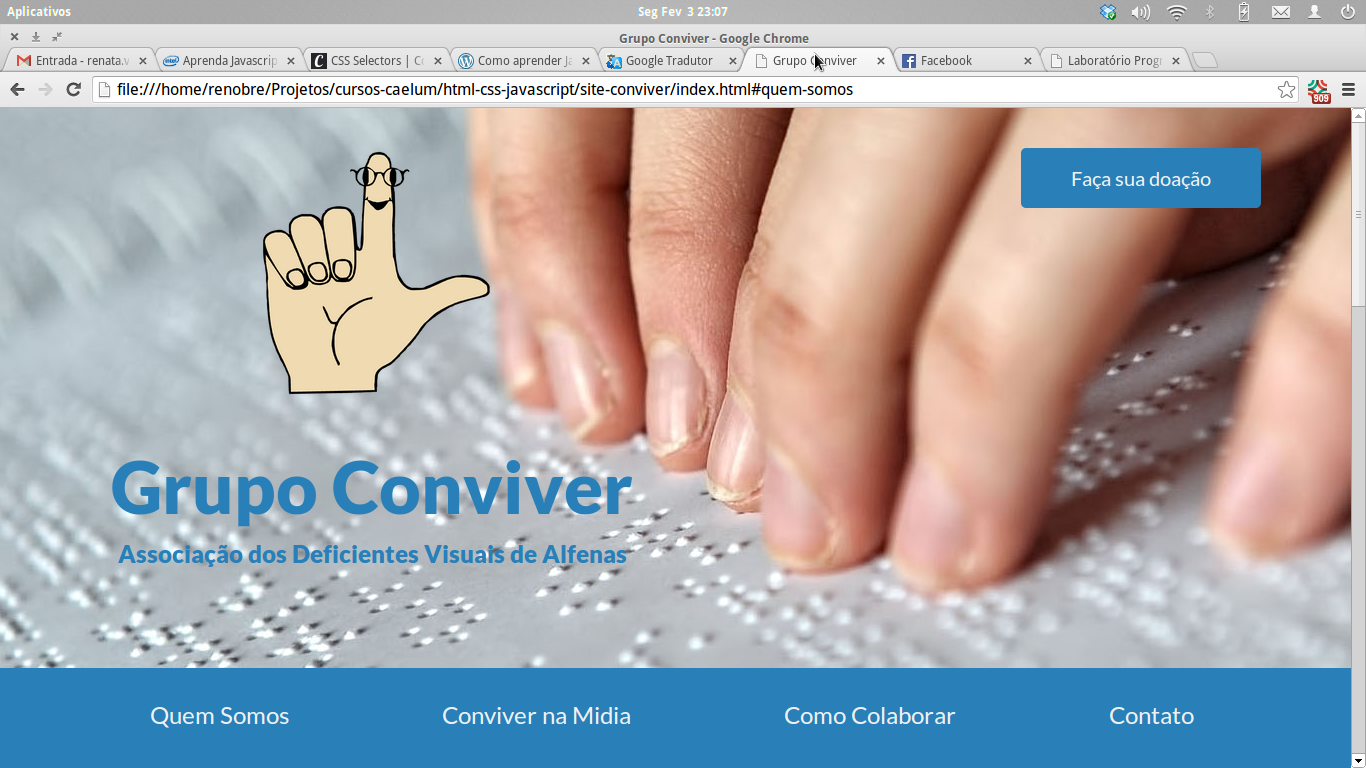 Aplicativos
Seg Fev 3 23:07
Grupo Conviver - Google Chrome
Entrada - renata.v
Aprenda Javascrip
CSS Selectors | C
Como aprender Ja
Google Tradutor
Grupo Conviver
Facebook
Laboratório Prog
file:///home/renobre/Projetos/cursos-caelum/html-css-javascript/site-conviver/index.html#quem-somos
909
Faça sua doação
Grupo Conviver
Associação dos Deficientes Visuais de Alfenas
Quem Somos
Conviver na Midia
Como Colaborar
Contato